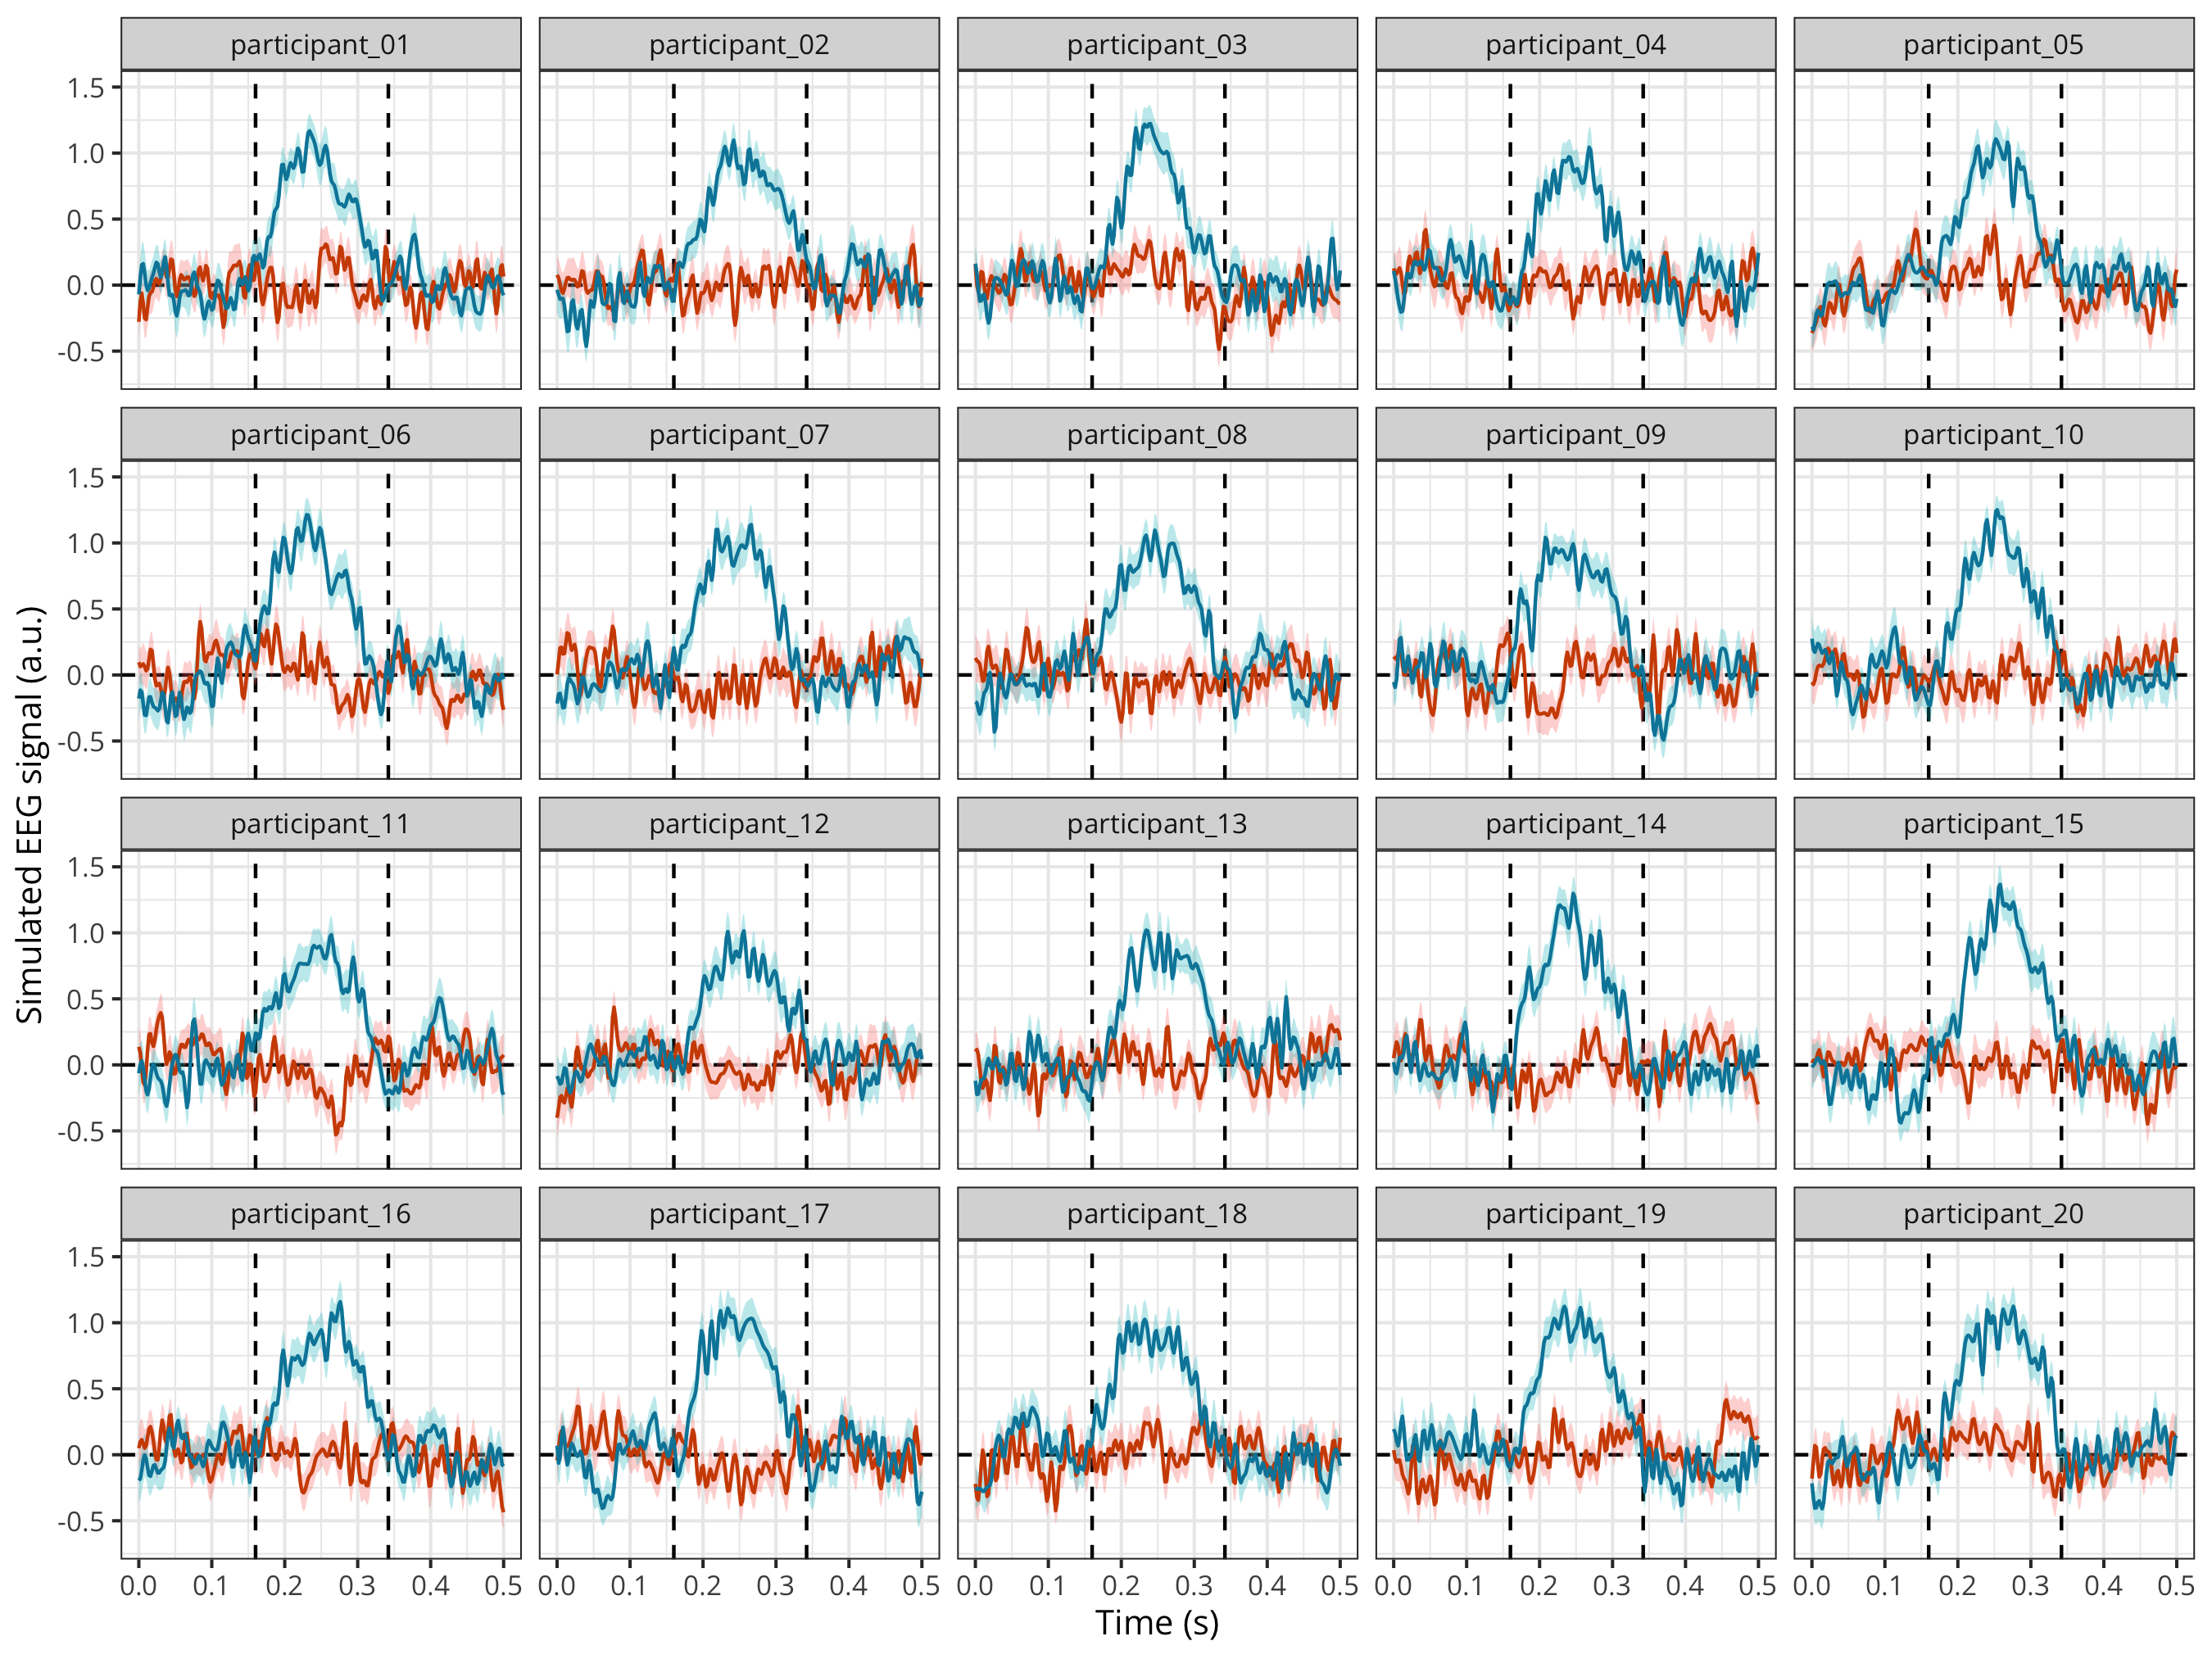 participant_01 participant_02 participant_03 participant_04 participant_05
1.5
1.0
0.5
0.0
-0.5
participant_06 participant_07 participant_08 participant_09 participant_10
1.5
1.0
0.5
0.0
-0.5
Simulated EEG signal (a.u.)
participant_11 participant_12 participant_13 participant_14 participant_15
1.5
1.0
0.5
0.0
-0.5
participant_16 participant_17 participant_18 participant_19 participant_20
1.5
1.0
0.5
0.0
-0.5
0.0 0.1 0.2 0.3 0.4 0.5 0.0 0.1 0.2 0.3 0.4 0.5 0.0 0.1 0.2 0.3 0.4 0.5 0.0 0.1 0.2 0.3 0.4 0.5 0.0 0.1 0.2 0.3 0.4 0.5
Time (s)